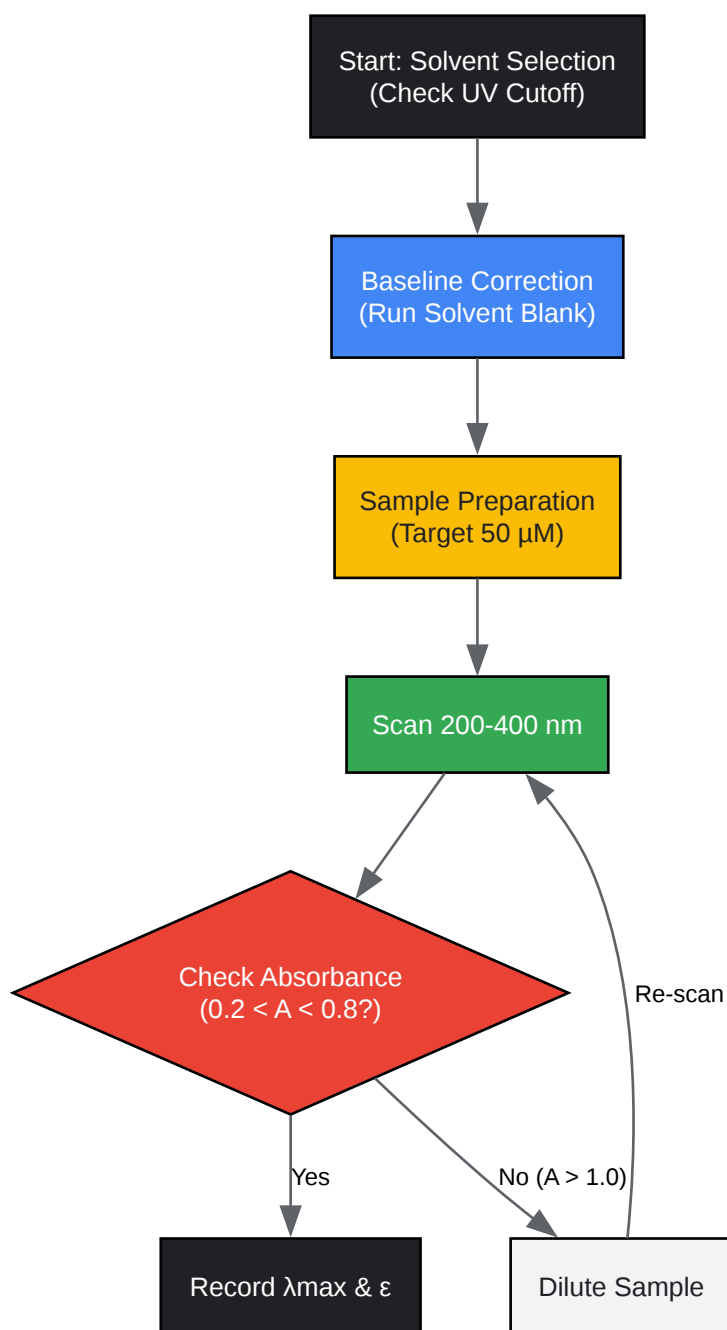 Start: Solvent Selection
(Check UV Cutoff)
Baseline Correction
(Run Solvent Blank)
Sample Preparation
(Target 50 µM)
Scan 200-400 nm
Check Absorbance
(0.2 < A < 0.8?)
Re-scan
Yes
No (A > 1.0)
Record λmax & ε
Dilute Sample